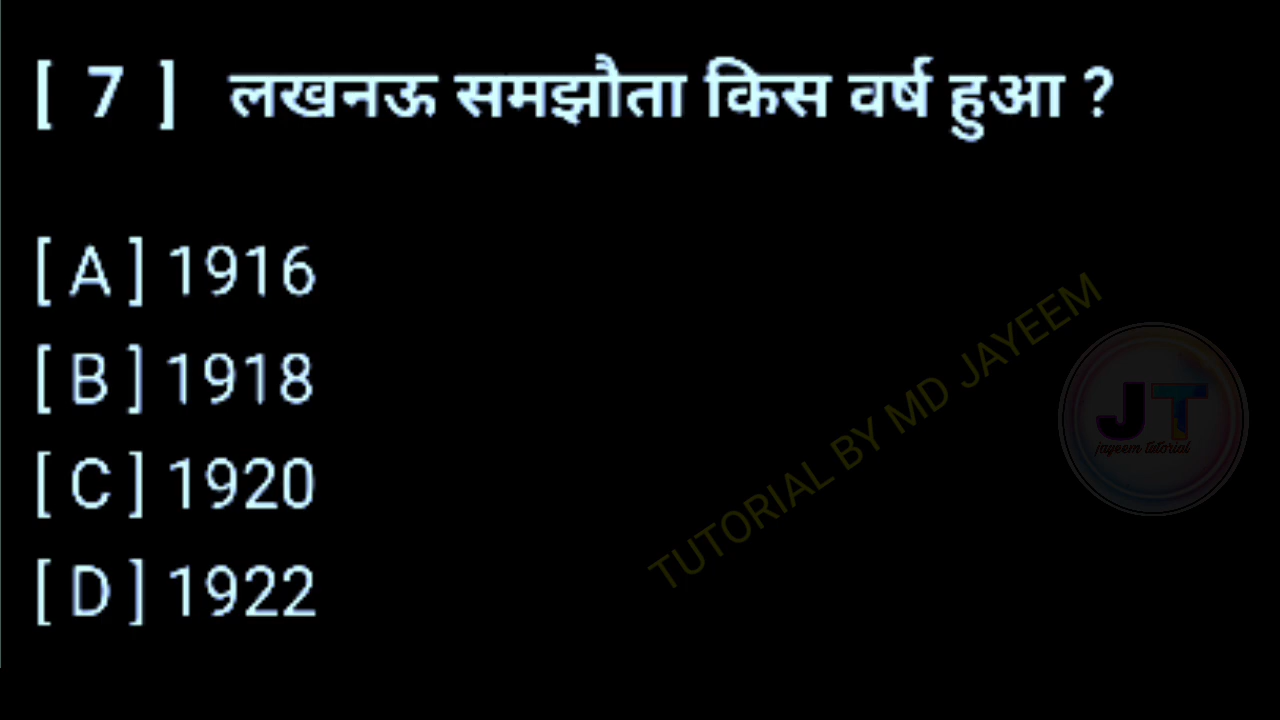 [ 7 ] लखनऊ समझौता किस वर्ष हुआ ?
[ A ] 1916
[ B ] 1918
[ C ] 1920
[ D ] 1922
TUTORIAL BY MD JAYEEM
JT
jayeem tutorial